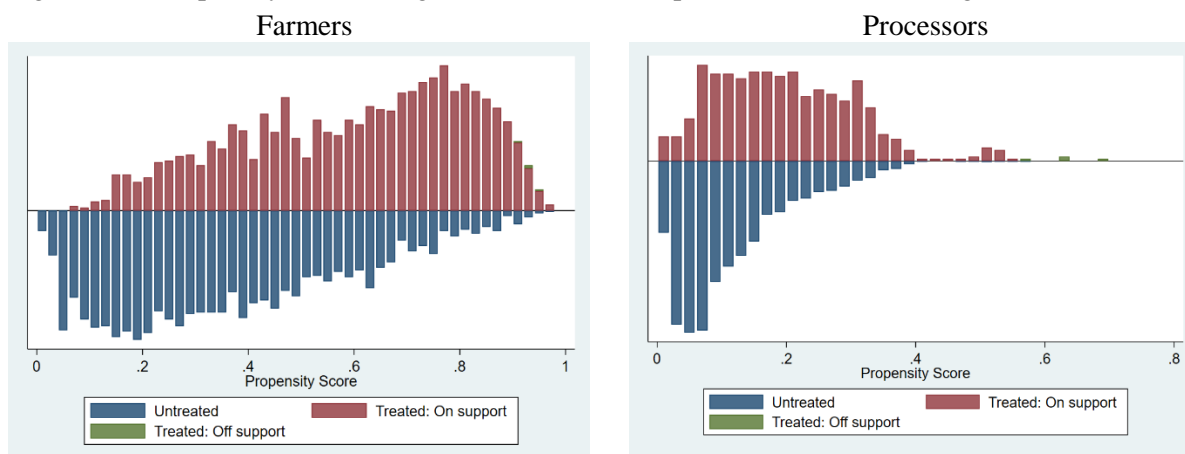 Farmers
Processors
0 .2 .4 .6 .8 1
Propensity Score
Untreated Treated: On support
Treated: Off support
0 .2 .4 .6 .8
Propensity Score
Untreated Treated: On support
Treated: Off support